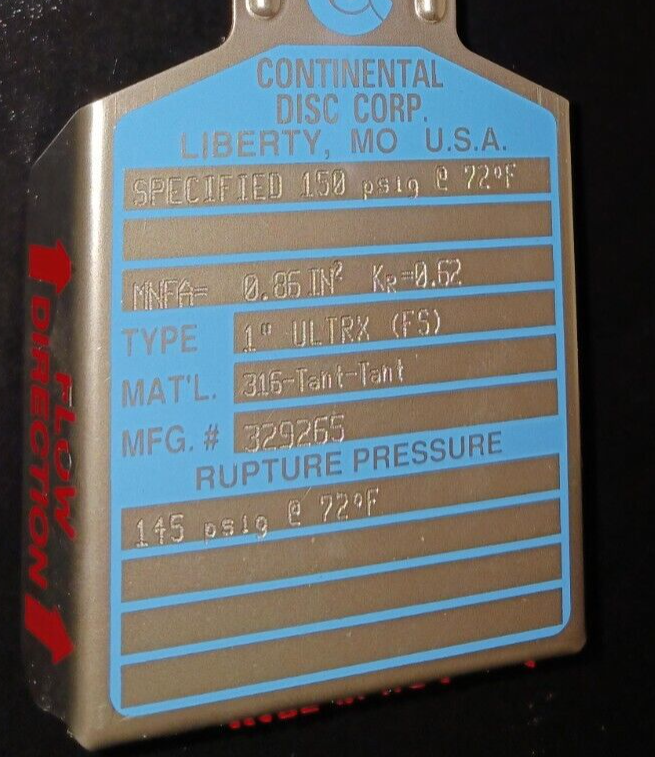 CONTINENTAL
DISC CORP.
LIBERTY, MO U.S.A.
SPECIFIED 150 psig @ 72°F
MNFA= 0.86 IN² KR=0.62
TYPE 1" ULTRX (FS)
MAT'L. 316-Tant-Tant
MFG. # 329265
RUPTURE PRESSURE
145 psig @ 72°F
FLOW
DIRECTION